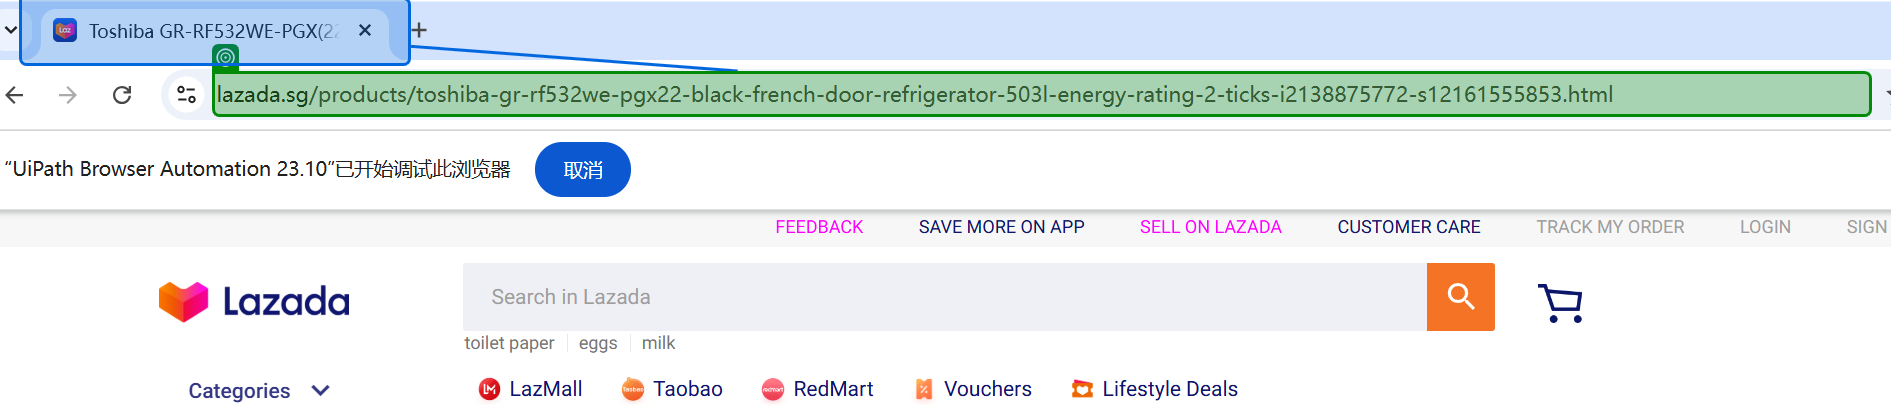 Toshiba GR-RF532WE-PGX(22
lazada.sg/products/toshiba-gr-rf532we-pgx22-black-french-door-refrigerator-503l-energy-rating-2-ticks-i2138875772-s12161555853.html
“UiPath Browser Automation 23.10”已开始调试此浏览器 取消
FEEDBACK SAVE MORE ON APP SELL ON LAZADA CUSTOMER CARE TRACK MY ORDER LOGIN SIGN
Lazada Search in Lazada
toilet paper eggs milk
Categories LazMall Taobao RedMart Vouchers Lifestyle Deals